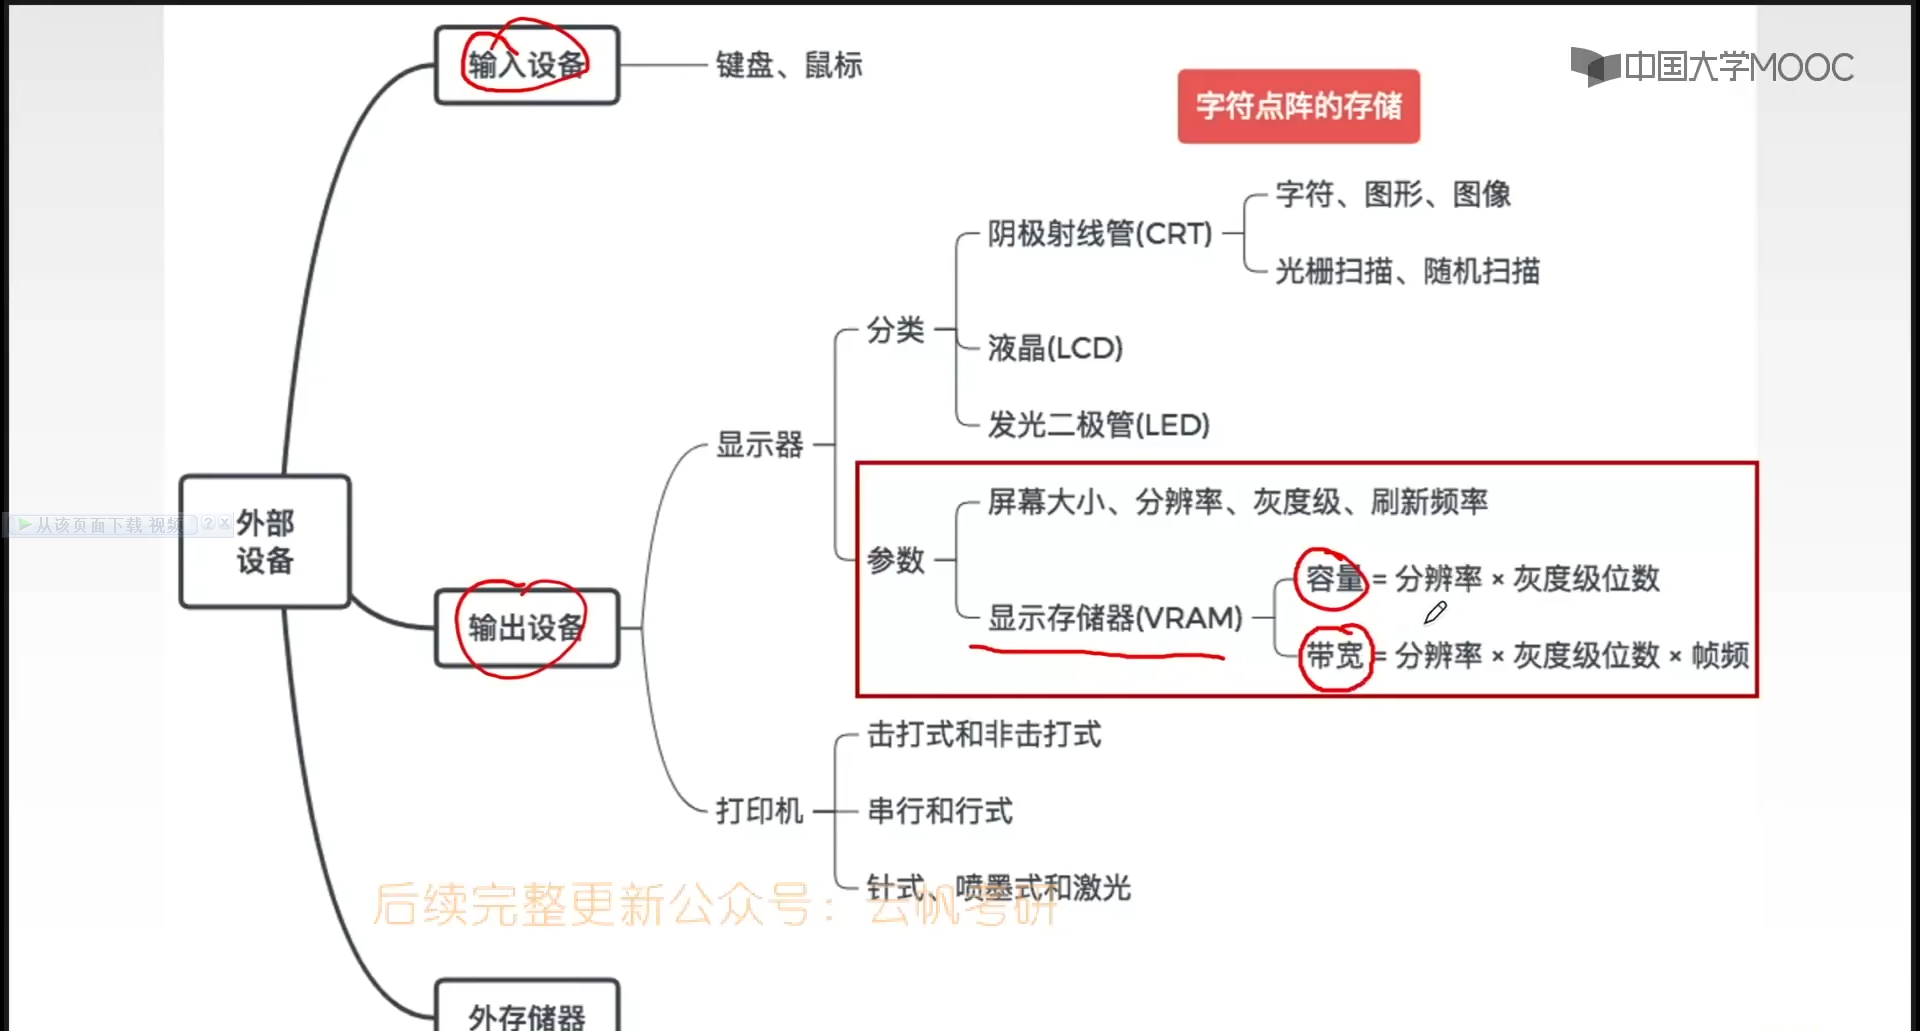 输入设备
键盘、鼠标
中国大学MOOC
字符点阵的存储
字符、图形、图像
阴极射线管(CRT)
光栅扫描、随机扫描
分类
液晶(LCD)
发光二极管(LED)
显示器
屏幕大小、分辨率、灰度级、刷新频率
从该页面下载 视频 ? x
外部
设备
参数
容量 = 分辨率 × 灰度级位数
显示存储器(VRAM)
输出设备
带宽 = 分辨率 × 灰度级位数 × 帧频
击打式和非击打式
打印机
串行和行式
针式、喷墨式和激光
后续完整更新公众号：云帆考研
外存储器